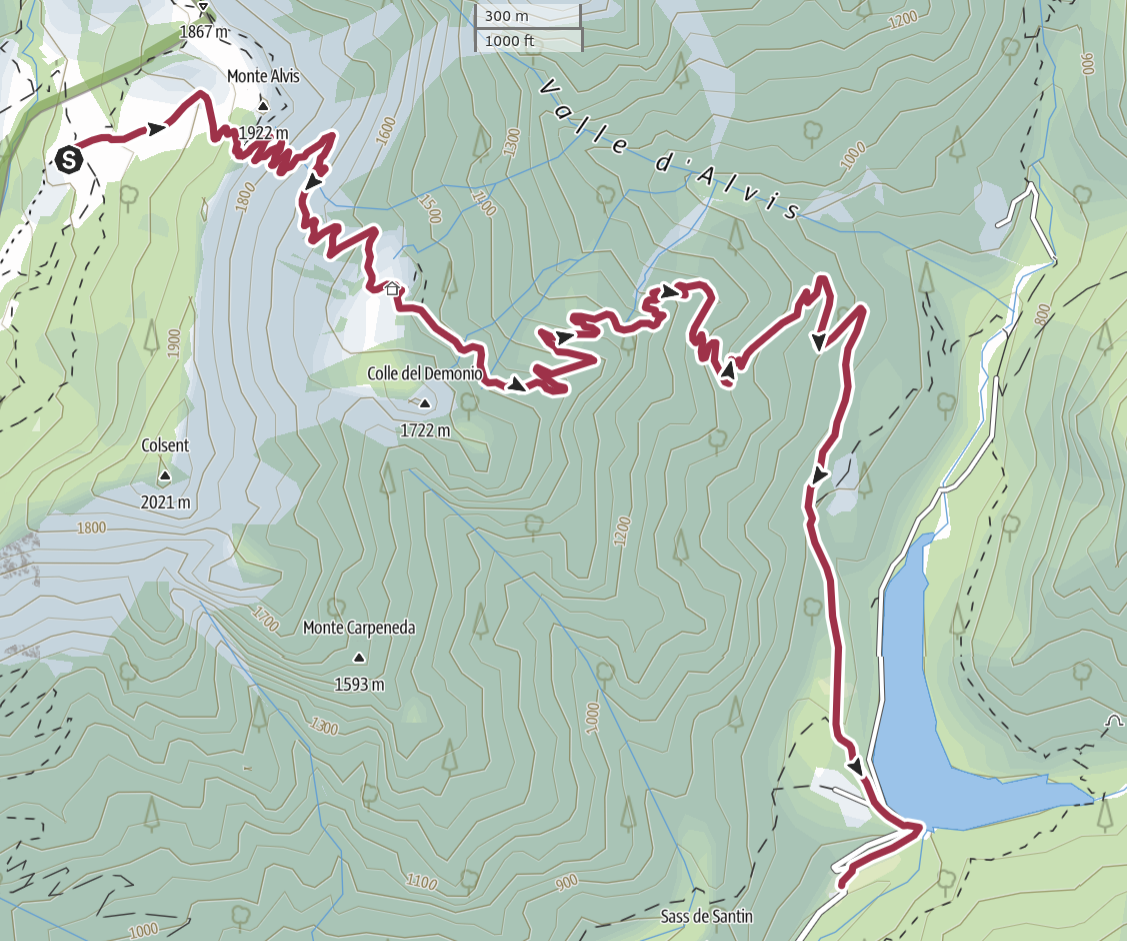 300 m
1000 ft
1867 m
Monte Alvis
1922 m
1200
900
1600
1300
Valle d'Alvis
1000
1800
1500
1400
800
1900
Colle del Demonio
1722 m
Colsent
2021 m
1800
1200
1700
Monte Carpeneda
1593 m
1300
1000
1100
900
Sass de Santin
1000
S